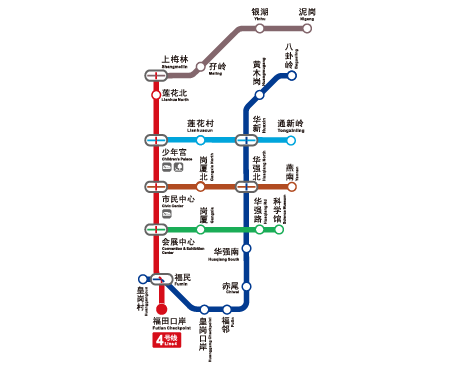 银湖
Yinhu
泥岗
Nigang
八卦岭
Bagualing
上梅林
Shangmeilin
孖岭
Maling
黄木岗
Huangmugang
莲花北
Lianhua North
莲花村
Lianhuacun
华新
Huaxin
通新岭
Tongxinling
少年宫
Children's Palace
岗厦北
Gangxia North
华强北
Huaqiang North
燕南
Yannan
市民中心
Civic Center
岗厦
Gangxia
华强路
Huaqiang Rd
科学馆
Science Museum
会展中心
Convention & Exhibition
Center
华强南
Huaqiang South
福民
Fumin
赤尾
Chiwei
皇岗村
Huanggangcun
福田口岸
Futian Checkpoint
皇岗口岸
Huanggang Checkpoint
福邻
Fulin
4号线
Line4